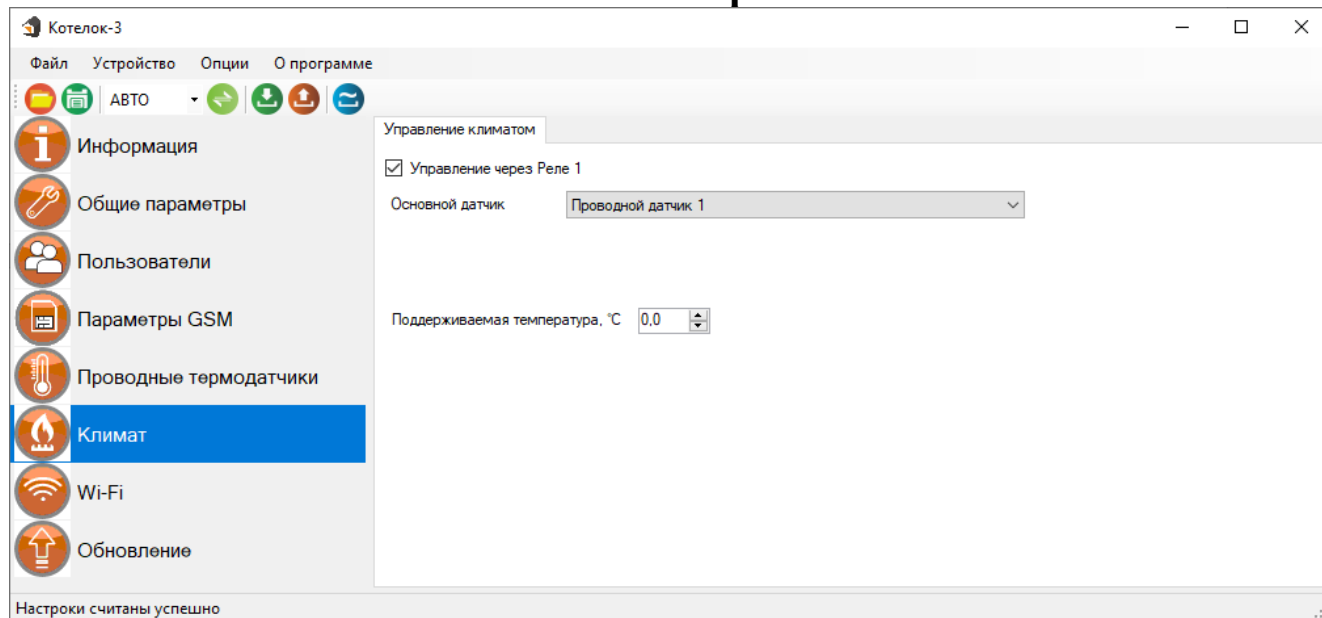 Котелок-3
Файл Устройство Опции О программе
АВТО
Управление климатом
Информация
Управление через Реле 1
Общие параметры
Основной датчик Проводной датчик 1
Пользователи
Параметры GSM
Поддерживаемая температура, °C 0,0
Проводные термодатчики
Климат
Wi-Fi
Обновление
Настроки считаны успешно